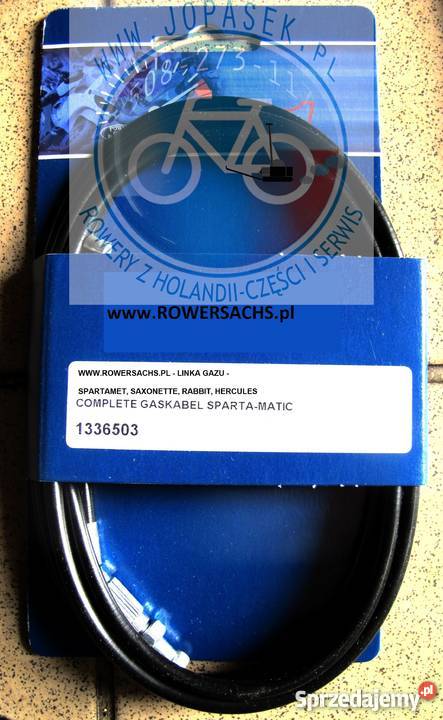 WWW.JOPASEK.PL
ROWERY Z HOLANDII-CZĘŚCI I SERWIS
www.ROWERSACHS.pl
WWW.ROWERSACHS.PL - LINKA GAZU -
SPARTAMET, SAXONETTE, RABBIT, HERCULES
COMPLETE GASKABEL SPARTA-MATIC
1336503
Sprzedajemy.pl